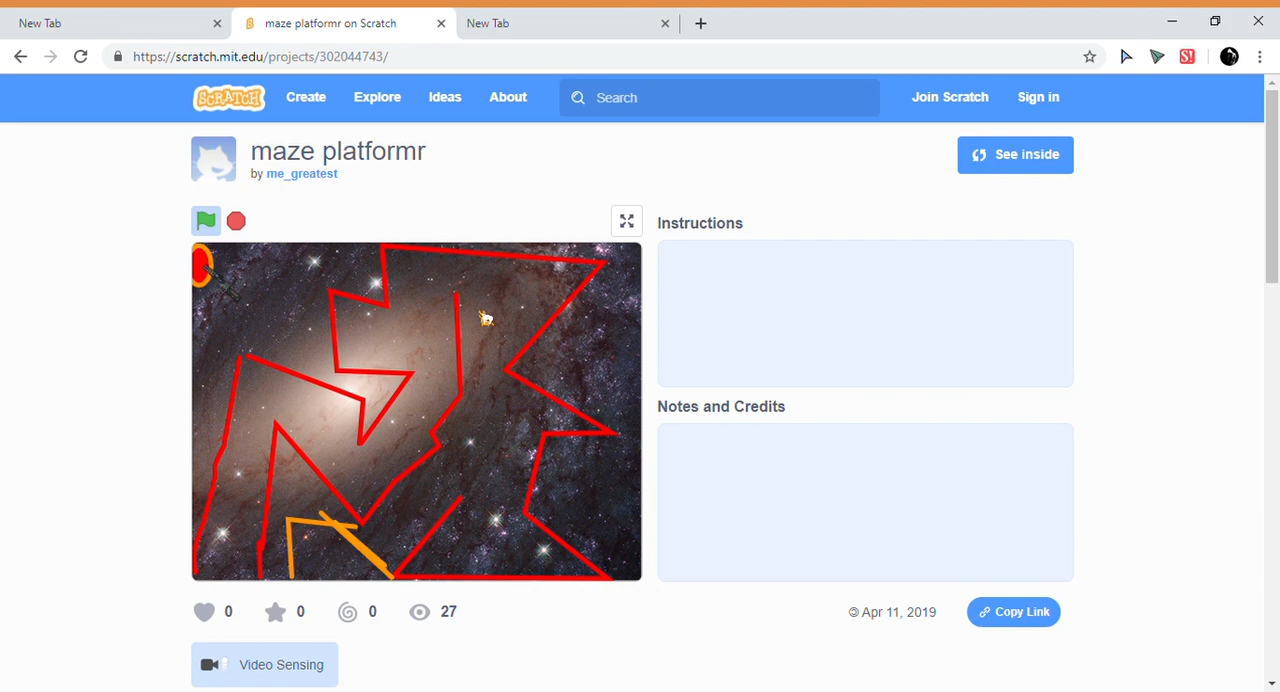 New Tab
maze platformr on Scratch
New Tab
https://scratch.mit.edu/projects/302044743/
S!
SCRATCH
Create
Explore
Ideas
About
Search
Join Scratch
Sign in
maze platformr
by me_greatest
See inside
Instructions
Notes and Credits
0
0
0
27
© Apr 11, 2019
Copy Link
Video Sensing